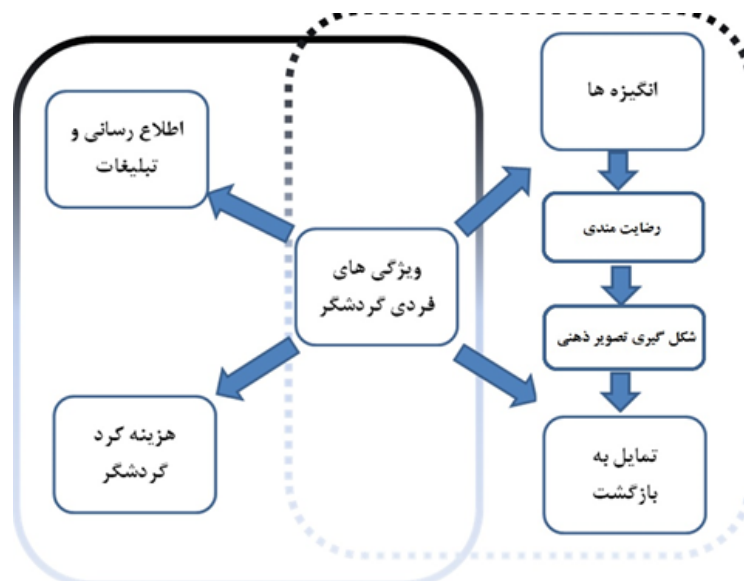 انگیزه ها
اطلاع رسانی و
تبلیغات
رضایت مندی
ویژگی های
فردی گردشگر
شکل گیری تصویر ذهنی
هزینه کرد
گردشگر
تمایل به
بازگشت